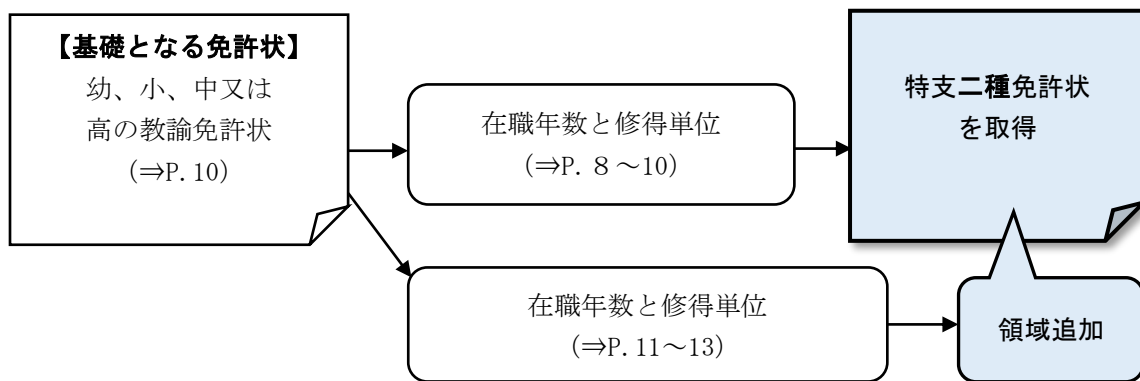 【基礎となる免許状】
幼、小、中又は
高の教諭免許状
（⇒P. 10）
在職年数と修得単位
（⇒P. ８～10）
特支二種免許状
を取得
在職年数と修得単位
（⇒P. 11～13）
領域追加